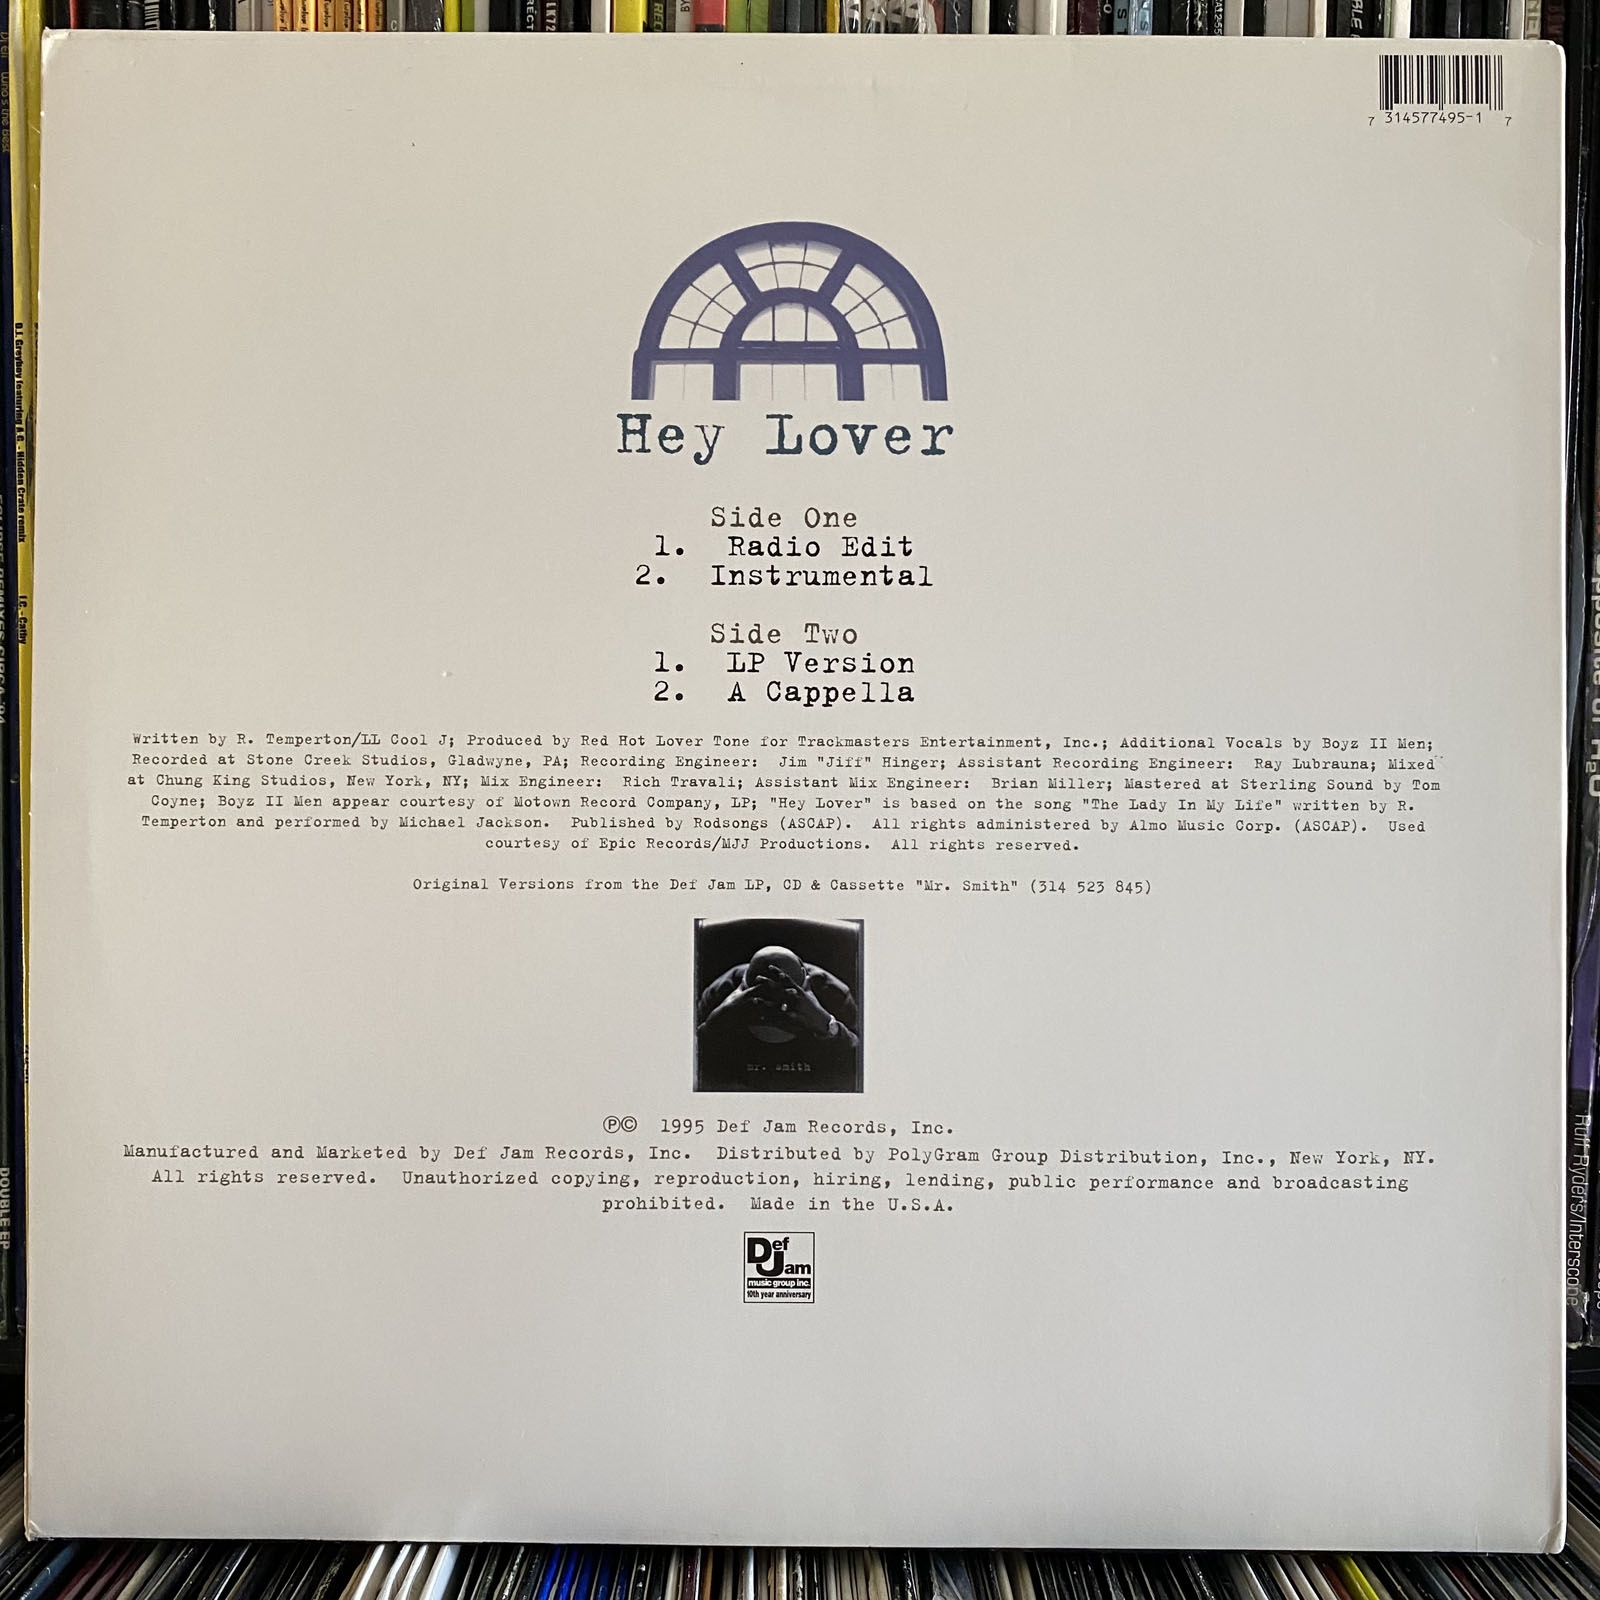 7 314577495-1 7
Hey Lover
Side One
1. Radio Edit
2. Instrumental
Side Two
1. LP Version
2. A Cappella
Written by R. Temperton/LL Cool J; Produced by Red Hot Lover Tone for Trackmasters Entertainment, Inc.; Additional Vocals by Boyz II Men;
Recorded at Stone Creek Studios, Gladwyne, PA; Recording Engineer: Jim "Jiff" Hinger; Assistant Recording Engineer: Ray Lubrauna; Mixed
at Chung King Studios, New York, NY; Mix Engineer: Rich Travali; Assistant Mix Engineer: Brian Miller; Mastered at Sterling Sound by Tom
Coyne; Boyz II Men appear courtesy of Motown Record Company, LP; "Hey Lover" is based on the song "The Lady In My Life" written by R.
Temperton and performed by Michael Jackson. Published by Rodsongs (ASCAP). All rights administered by Almo Music Corp. (ASCAP). Used
courtesy of Epic Records/MJJ Productions. All rights reserved.
Original Versions from the Def Jam LP, CD & Cassette "Mr. Smith" (314 523 845)
mr. smith
℗© 1995 Def Jam Records, Inc.
Manufactured and Marketed by Def Jam Records, Inc. Distributed by PolyGram Group Distribution, Inc., New York, NY.
All rights reserved. Unauthorized copying, reproduction, hiring, lending, public performance and broadcasting
prohibited. Made in the U.S.A.
Def Jam
music group inc.
10th year anniversary
D.J. Greyboy featuring A.G. - Hidden Crate remix
DOUBLE EP
Ruff Ryders/Interscope